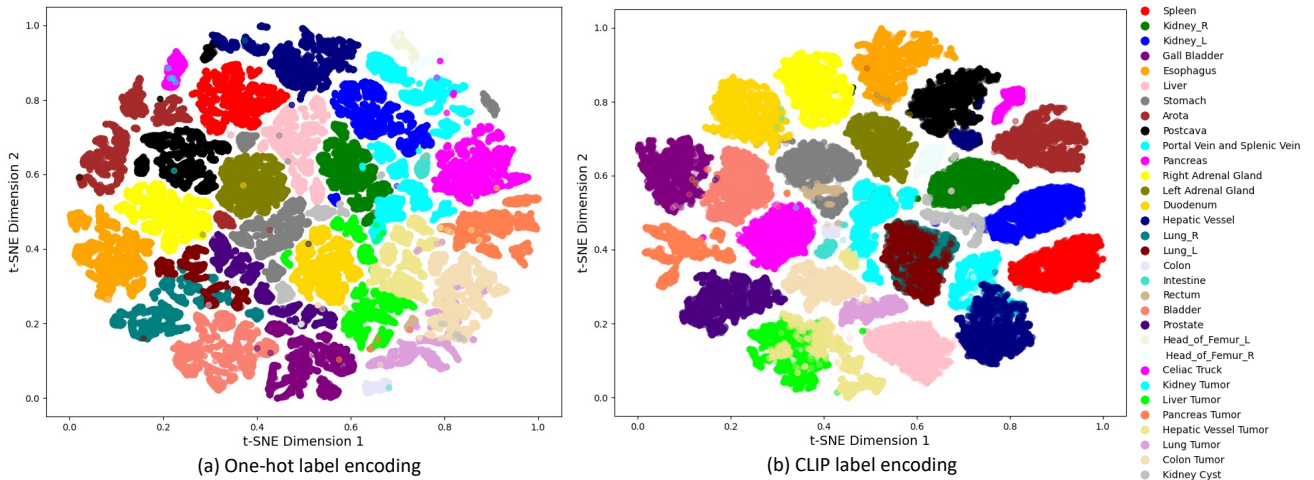 1.0
0.8
0.6
0.4
0.2
0.0
t-SNE Dimension 2
0.0 0.2 0.4 0.6 0.8 1.0
t-SNE Dimension 1
(a) One-hot label encoding
1.0
0.8
0.6
0.4
0.2
0.0
t-SNE Dimension 2
0.0 0.2 0.4 0.6 0.8 1.0
t-SNE Dimension 1
(b) CLIP label encoding
Spleen
Kidney_R
Kidney_L
Gall Bladder
Esophagus
Liver
Stomach
Arota
Postcava
Portal Vein and Splenic Vein
Pancreas
Right Adrenal Gland
Left Adrenal Gland
Duodenum
Hepatic Vessel
Lung_R
Lung_L
Colon
Intestine
Rectum
Bladder
Prostate
Head_of_Femur_L
Head_of_Femur_R
Celiac Truck
Kidney Tumor
Liver Tumor
Pancreas Tumor
Hepatic Vessel Tumor
Lung Tumor
Colon Tumor
Kidney Cyst